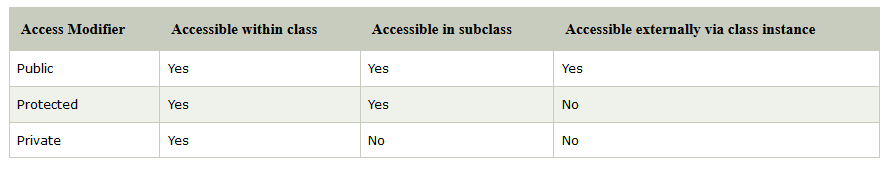 Access Modifier Accessible within class Accessible in subclass Accessible externally via class instance
Public Yes Yes Yes
Protected Yes Yes No
Private Yes No No